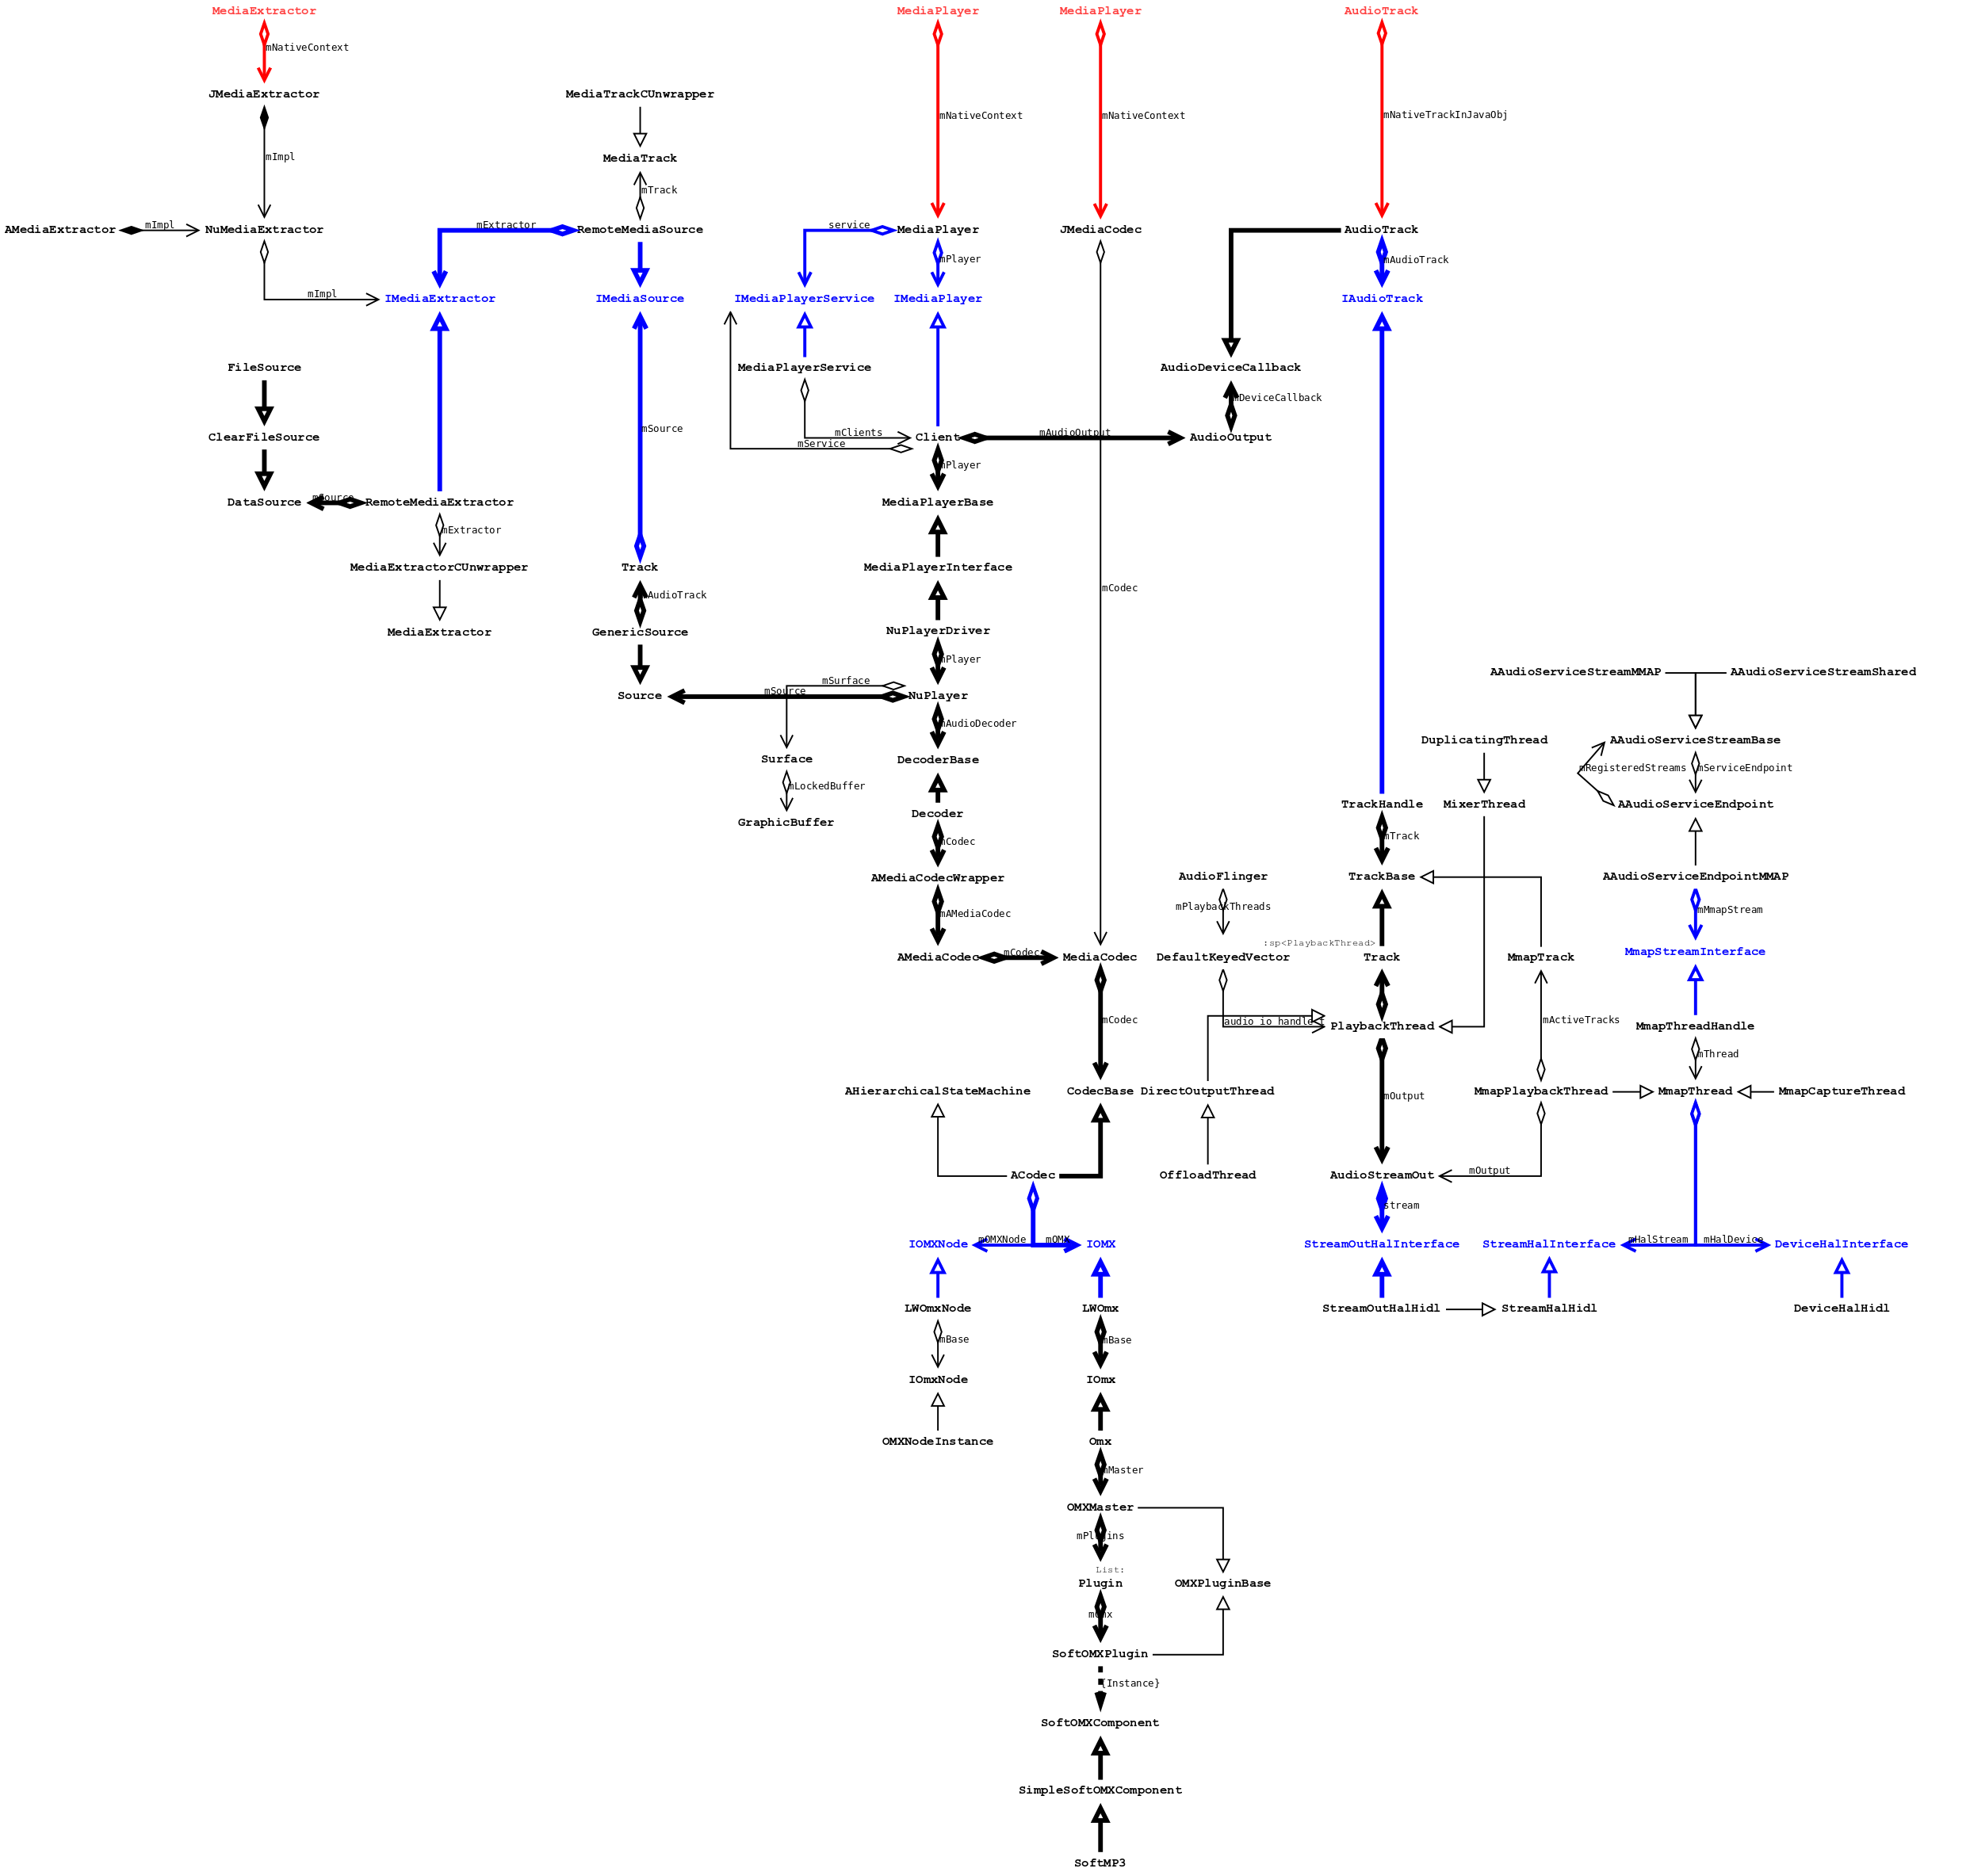 MediaExtractor
MediaPlayer
MediaPlayer
AudioTrack
mNativeContext
JMediaExtractor
MediaTrackCUnwrapper
mNativeContext
mNativeContext
mNativeTrackInJavaObj
mImpl
MediaTrack
mTrack
AMediaExtractor
mImpl
NuMediaExtractor
mExtractor
RemoteMediaSource
service
MediaPlayer
JMediaCodec
AudioTrack
mPlayer
mAudioTrack
mImpl
IMediaExtractor
IMediaSource
IMediaPlayerService
IMediaPlayer
IAudioTrack
FileSource
MediaPlayerService
AudioDeviceCallback
mDeviceCallback
ClearFileSource
mSource
mClients
mService
Client
mAudioOutput
AudioOutput
mPlayer
DataSource
mSource
RemoteMediaExtractor
MediaPlayerBase
mExtractor
MediaExtractorCUnwrapper
Track
MediaPlayerInterface
mCodec
AudioTrack
MediaExtractor
GenericSource
NuPlayerDriver
mPlayer
AAudioServiceStreamMMAP
AAudioServiceStreamShared
mSurface
Source
mSource
NuPlayer
mAudioDecoder
DuplicatingThread
AAudioServiceStreamBase
Surface
DecoderBase
mRegisteredStreams
mServiceEndpoint
mLockedBuffer
TrackHandle
MixerThread
AAudioServiceEndpoint
GraphicBuffer
Decoder
mCodec
mTrack
AMediaCodecWrapper
AudioFlinger
TrackBase
AAudioServiceEndpointMMAP
mAMediaCodec
mPlaybackThreads
mMmapStream
:sp<PlaybackThread>
MmapStreamInterface
AMediaCodec
mCodec
MediaCodec
DefaultKeyedVector
Track
MmapTrack
mCodec
audio_io_handle_t
PlaybackThread
mActiveTracks
MmapThreadHandle
mThread
AHierarchicalStateMachine
CodecBase
DirectOutputThread
mOutput
MmapPlaybackThread
MmapThread
MmapCaptureThread
ACodec
OffloadThread
AudioStreamOut
mOutput
stream
IOMXNode
mOMXNode
mOMX
IOMX
StreamOutHalInterface
StreamHalInterface
mHalStream
mHalDevice
DeviceHalInterface
LWOmxNode
LWOmx
StreamOutHalHidl
StreamHalHidl
DeviceHalHidl
mBase
mBase
IOmxNode
IOmx
OMXNodeInstance
Omx
mMaster
OMXMaster
mPlugins
List:
Plugin
OMXPluginBase
mOmx
SoftOMXPlugin
{Instance}
SoftOMXComponent
SimpleSoftOMXComponent
SoftMP3